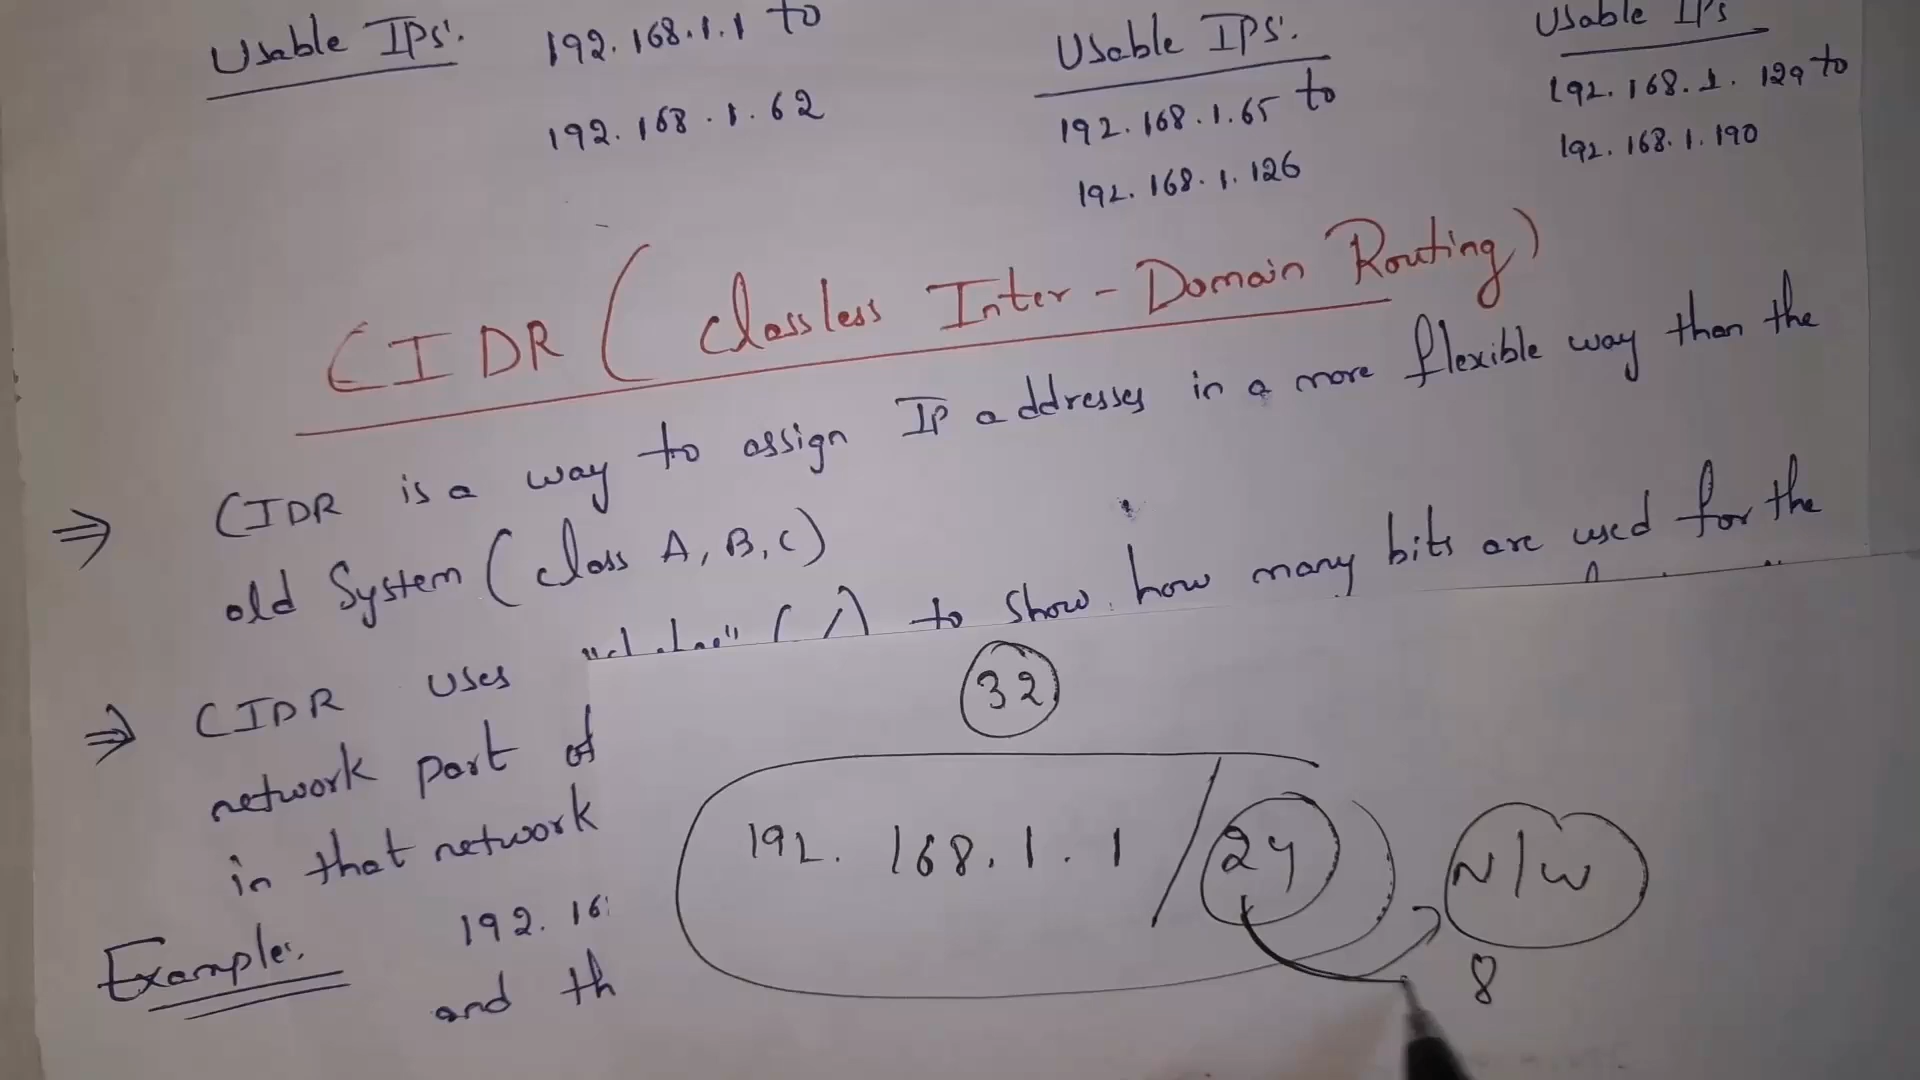 Usable IPs:
192.168.1.1 to
192.168.1.62
Usable IPs:
192.168.1.65 to
192.168.1.126
Usable IPs
192.168.1.129 to
192.168.1.190
CIDR (Classless Inter-Domain Routing)
⇒ CIDR is a way to assign IP addresses in a more flexible way than the
old System (class A, B, C)
⇒ CIDR uses (/) to show how many bits are used for the
network part of
in that network
Example:
192.16
and th
32
192.168.1.1/24
N/W
8